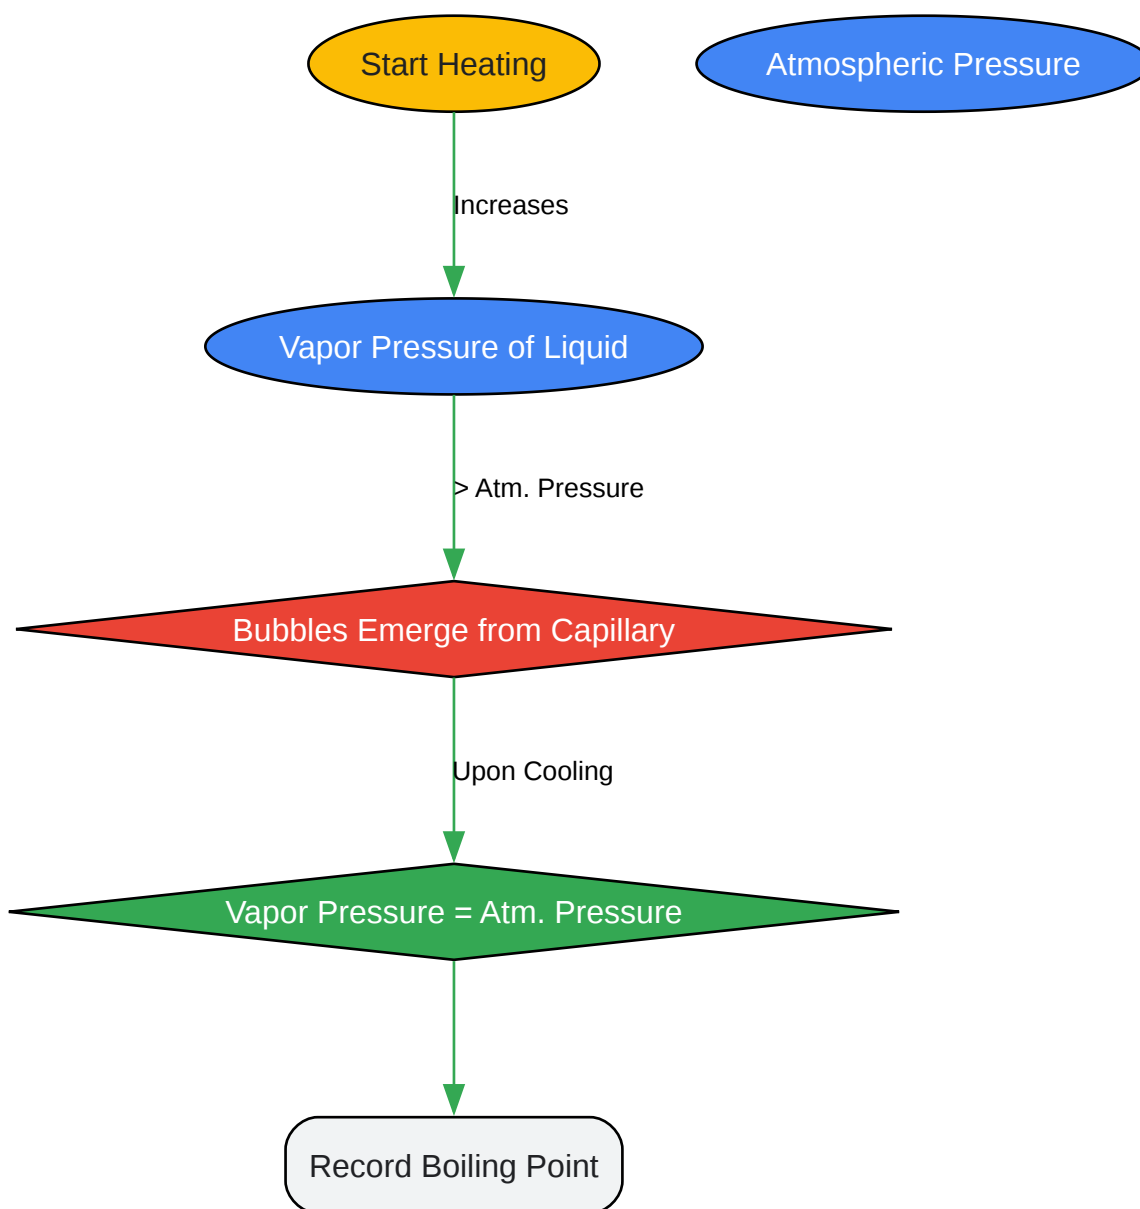 Start Heating
Atmospheric Pressure
Increases
Vapor Pressure of Liquid
> Atm. Pressure
Bubbles Emerge from Capillary
Upon Cooling
Vapor Pressure = Atm. Pressure
Record Boiling Point